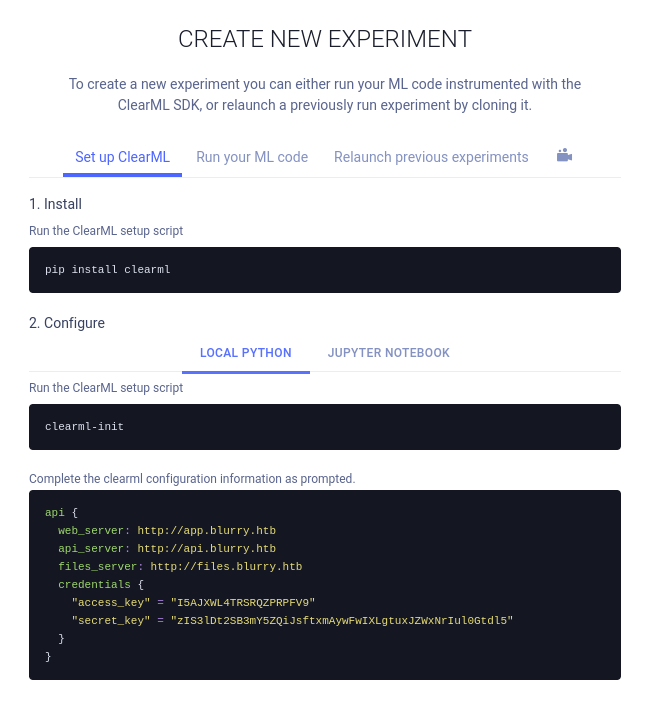 CREATE NEW EXPERIMENT
To create a new experiment you can either run your ML code instrumented with the
ClearML SDK, or relaunch a previously run experiment by cloning it.
Set up ClearML Run your ML code Relaunch previous experiments
1. Install
Run the ClearML setup script
pip install clearml
2. Configure
LOCAL PYTHON JUPYTER NOTEBOOK
Run the ClearML setup script
clearml-init
Complete the clearml configuration information as prompted.
api {
  web_server: http://app.blurry.htb
  api_server: http://api.blurry.htb
  files_server: http://files.blurry.htb
  credentials {
    "access_key" = "I5AJXWL4TRSRQZPRPFV9"
    "secret_key" = "zIS3lDt2SB3mY5ZQiJsftxmAywFwIXLgtuxJZWxNrIul0Gtdl5"
  }
}